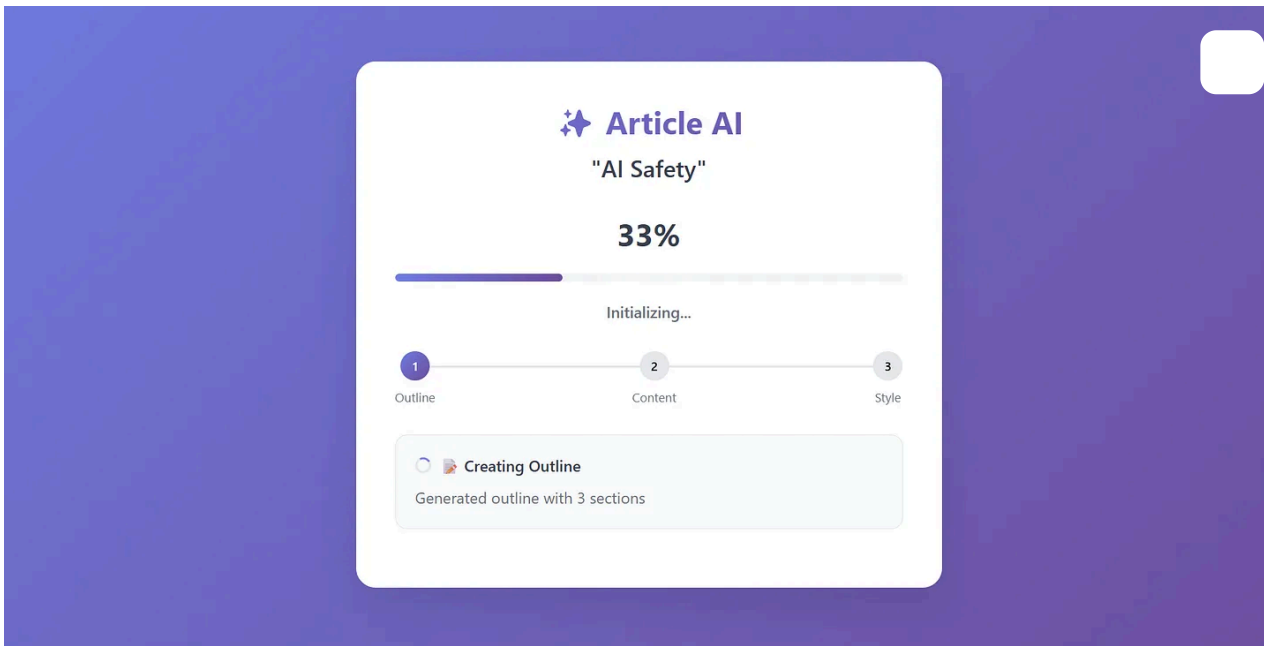 Article AI
"AI Safety"
33%
Initializing...
1
2
3
Outline
Content
Style
Creating Outline
Generated outline with 3 sections